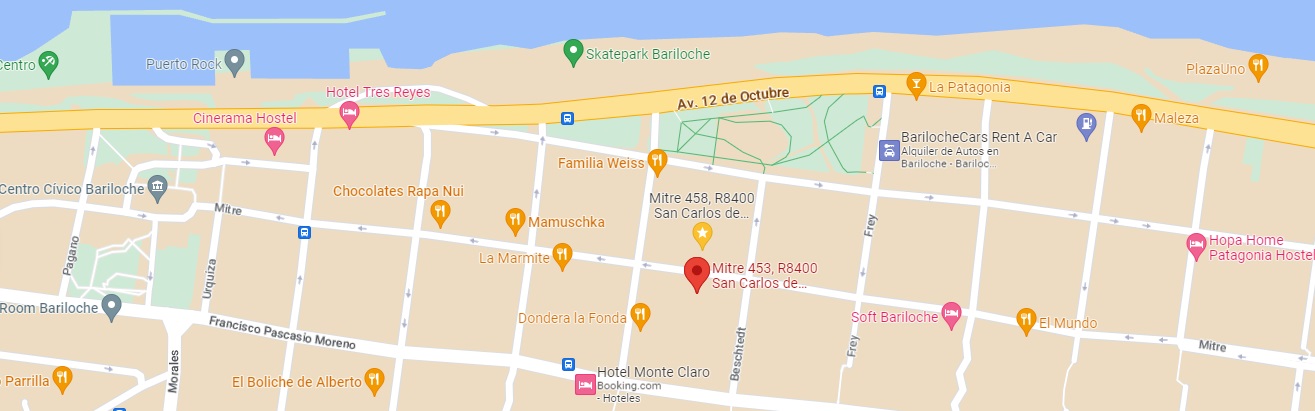 Centro
Puerto Rock
Skatepark Bariloche
PlazaUno
Hotel Tres Reyes
Av. 12 de Octubre
La Patagonia
Cinerama Hostel
Maleza
BarilocheCars Rent A Car
Alquiler de Autos en
Bariloche - Bariloc...
Familia Weiss
Centro Cívico Bariloche
Chocolates Rapa Nui
Mitre 458, R8400
San Carlos de...
Mitre
Mamuschka
Frey
Hopa Home
Patagonia Hostel
Pagano
La Marmite
Urquiza
Mitre 453, R8400
San Carlos de...
Room Bariloche
Dondera la Fonda
Soft Bariloche
El Mundo
Francisco Pascasio Moreno
Beschtedt
Frey
Mitre
Morales
Hotel Monte Claro
Booking.com
- Hoteles
Parrilla
El Boliche de Alberto